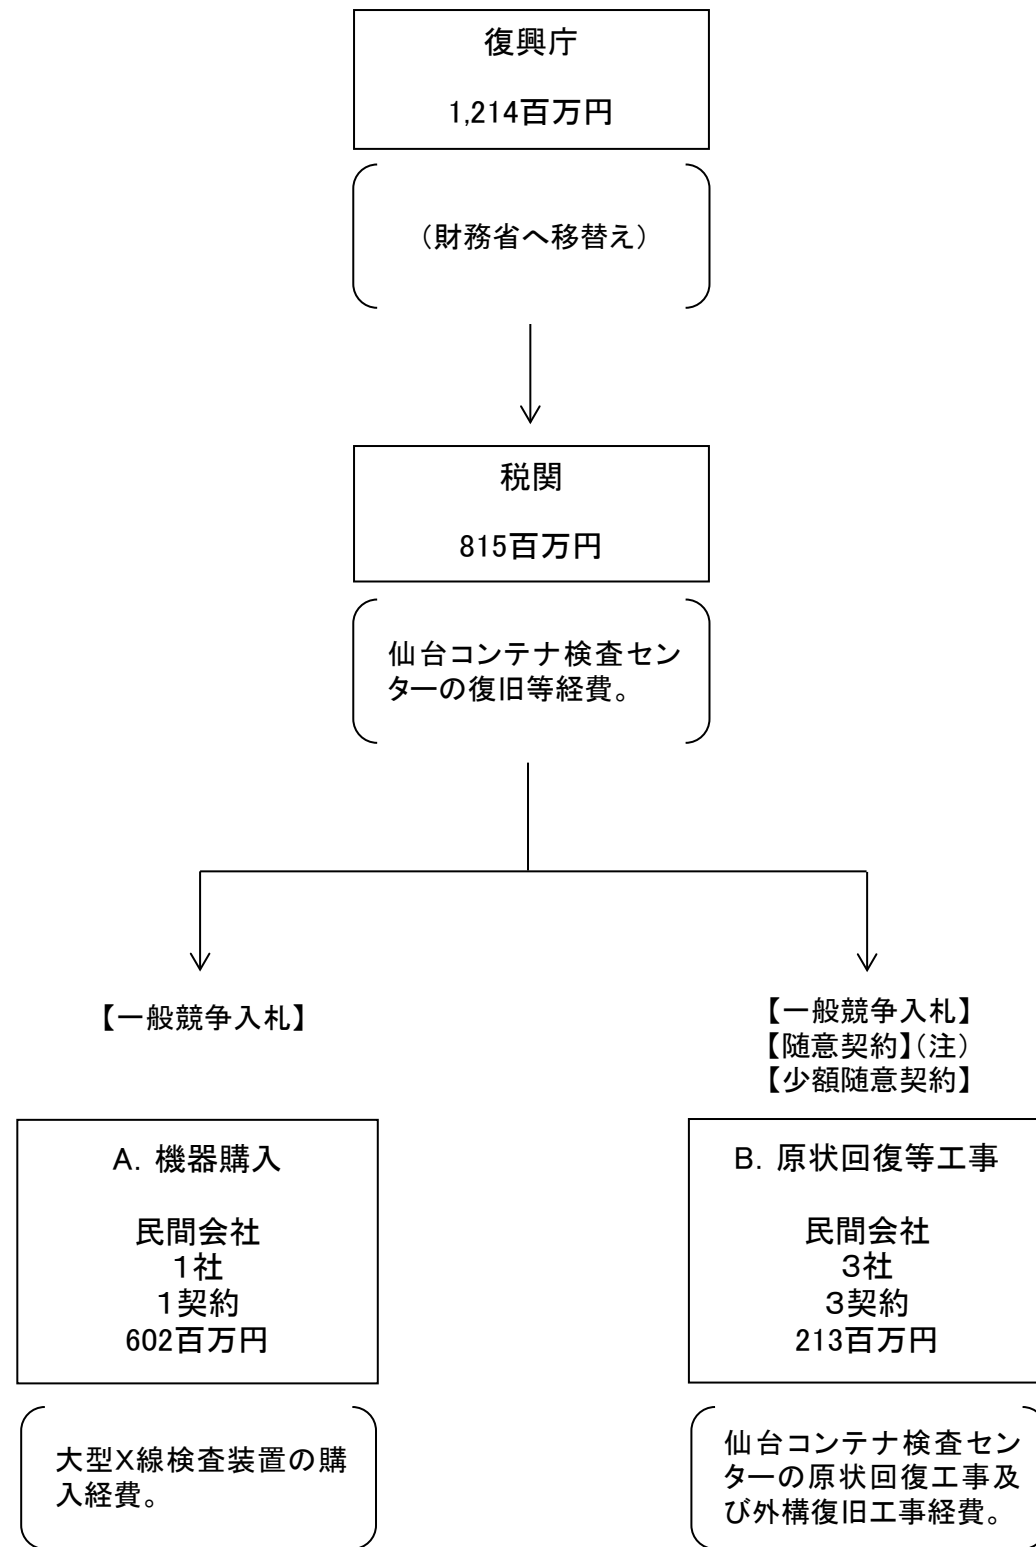 復興庁
1,214百万円
（財務省へ移替え）
税関
815百万円
仙台コンテナ検査セン
ターの復旧等経費。
【一般競争入札】
A．機器購入
民間会社
１社
１契約
602百万円
大型X線検査装置の購
入経費。
【一般競争入札】
【随意契約】（注）
【少額随意契約】
B．原状回復等工事
民間会社
３社
３契約
213百万円
仙台コンテナ検査セン
ターの原状回復工事及
び外構復旧工事経費。